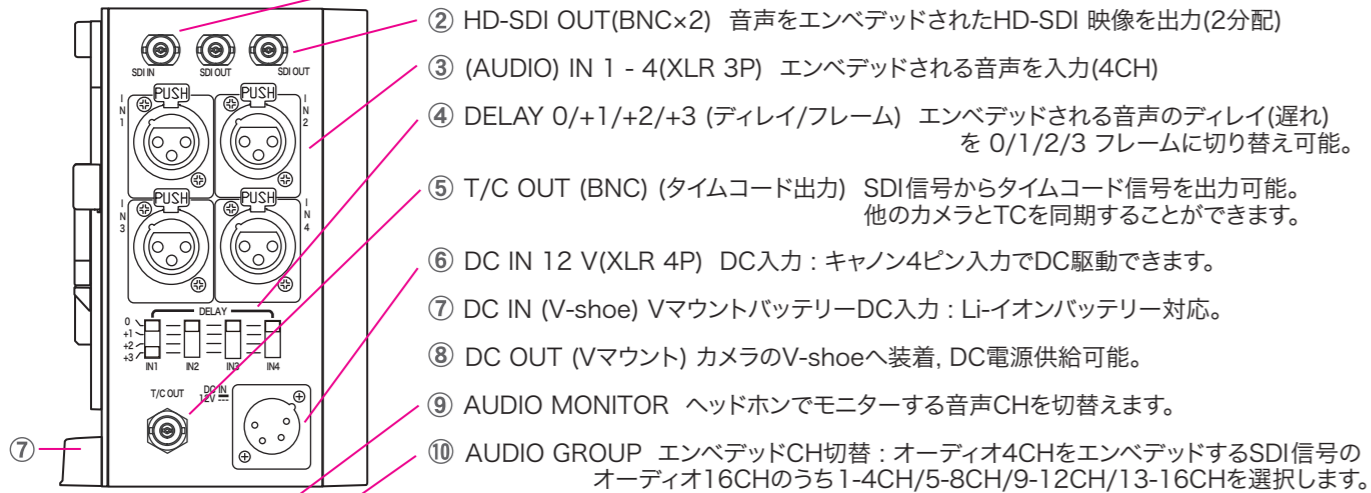 ② HD-SDI OUT(BNC×2) 音声をエンベデッドされたHD-SDI 映像を出力(2分配)
③ (AUDIO) IN 1 - 4(XLR 3P) エンベデッドされる音声を入力(4CH)
④ DELAY 0/+1/+2/+3 (ディレイ/フレーム) エンベデッドされる音声のディレイ(遅れ)
を 0/1/2/3 フレームに切り替え可能。
⑤ T/C OUT (BNC) (タイムコード出力) SDI信号からタイムコード信号を出力可能。
他のカメラとTCを同期することができます。
⑥ DC IN 12 V(XLR 4P) DC入力 : キャノン4ピン入力でDC駆動できます。
⑦ DC IN (V-shoe) VマウントバッテリーDC入力 : Li-イオンバッテリー対応。
⑧ DC OUT (Vマウント) カメラのV-shoeへ装着, DC電源供給可能。
⑨ AUDIO MONITOR ヘッドホンでモニターする音声CHを切替えます。
⑩ AUDIO GROUP エンベデッドCH切替 : オーディオ4CHをエンベデッドするSDI信号の
オーディオ16CHのうち1-4CH/5-8CH/9-12CH/13-16CHを選択します。
SDI IN SDI OUT SDI OUT
PUSH PUSH
IN1 IN2
PUSH PUSH
IN3 IN4
DELAY
0
+1
+2
+3
IN1 IN2 IN3 IN4
T/C OUT DC IN
12V
⑦